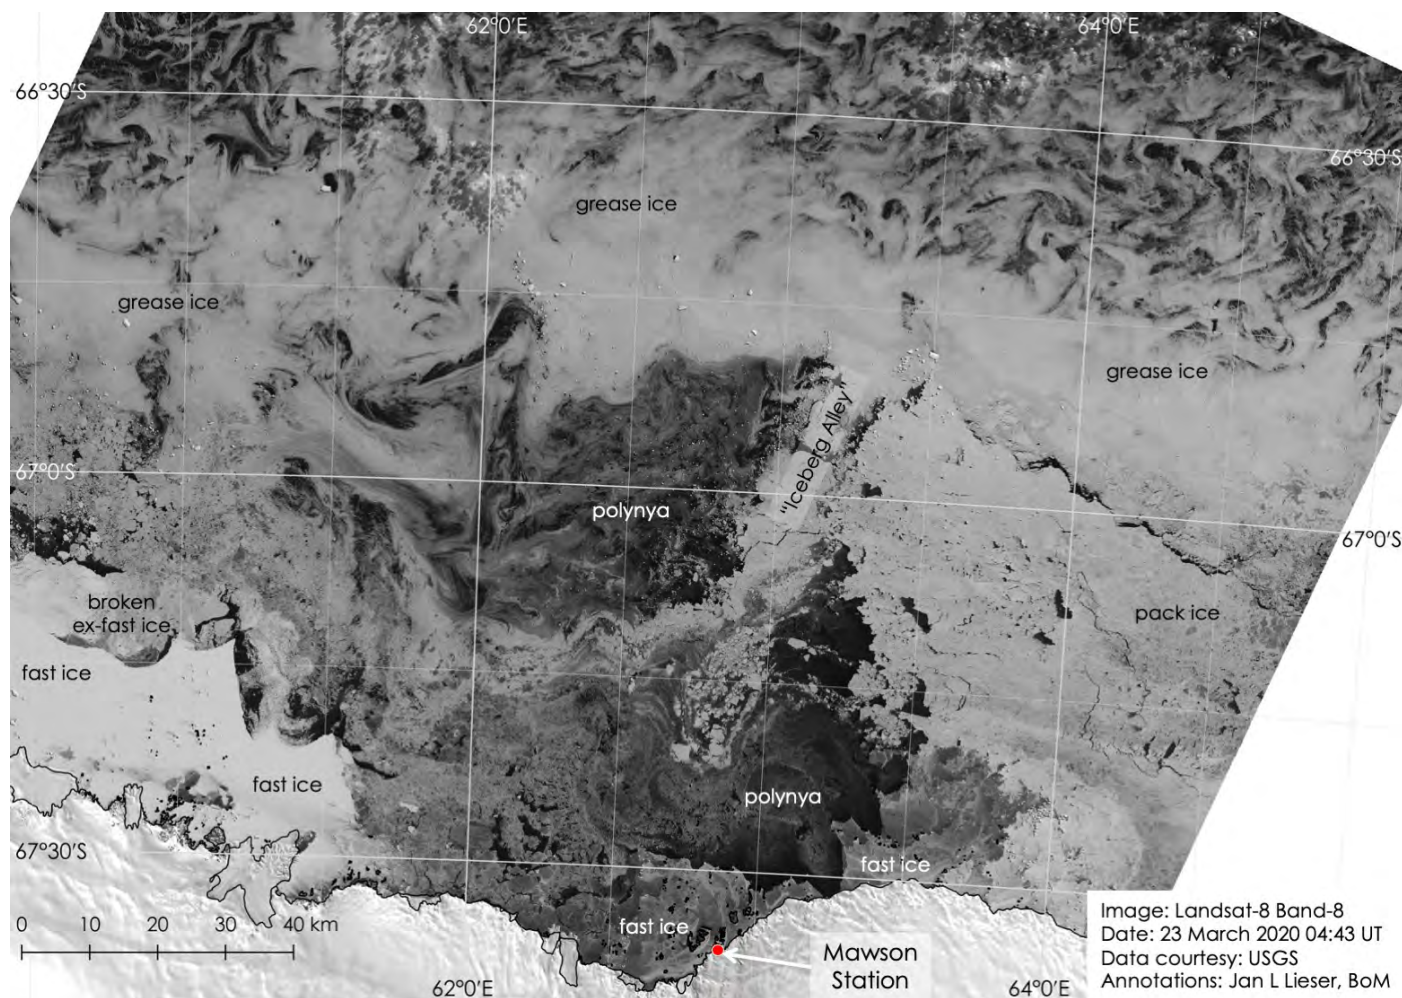 62°0'E
64°0'E
66°30'S
66°30'S
grease ice
grease ice
grease ice
"Iceberg Alley"
67°0'S
polynya
67°0'S
broken
ex-fast ice
pack ice
fast ice
fast ice
polynya
67°30'S
fast ice
fast ice
0 10 20 30 40 km
Mawson
Station
62°0'E
64°0'E
Image: Landsat-8 Band-8
Date: 23 March 2020 04:43 UT
Data courtesy: USGS
Annotations: Jan L Lieser, BoM